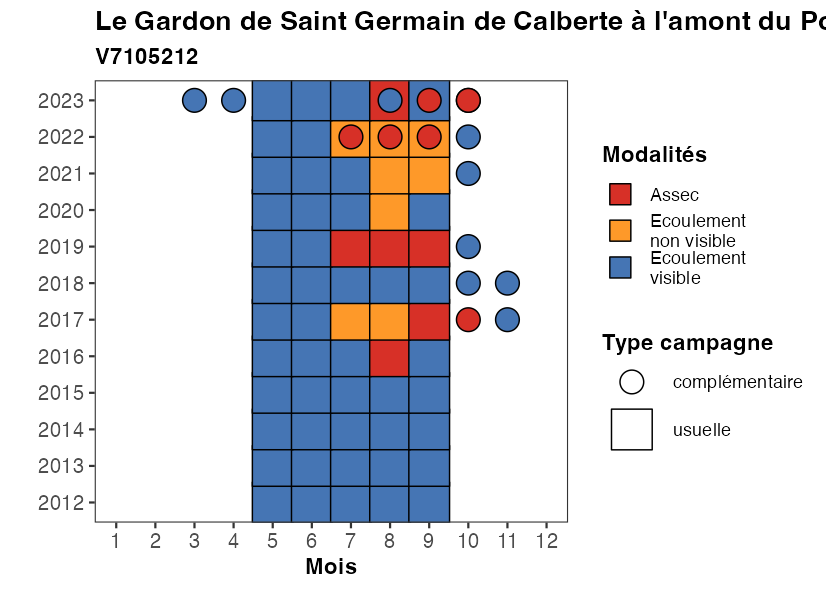 Le Gardon de Saint Germain de Calberte à l'amont du Po
V7105212
2023
2022
2021
2020
2019
2018
2017
2016
2015
2014
2013
2012
1 2 3 4 5 6 7 8 9 10 11 12
Mois
Modalités
Assec
Ecoulement
non visible
Ecoulement
visible
Type campagne
complémentaire
usuelle